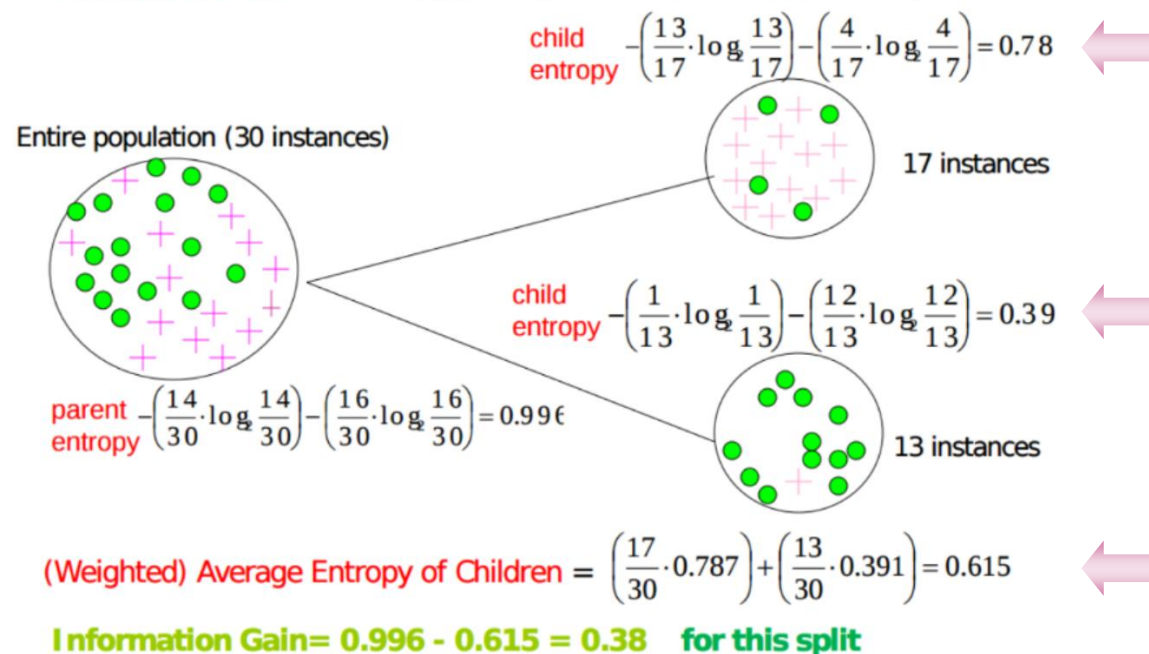 child entropy −(13/17 · log₂ 13/17) − (4/17 · log₂ 4/17) = 0.78
Entire population (30 instances)
17 instances
child entropy −(1/13 · log₂ 1/13) − (12/13 · log₂ 12/13) = 0.39
parent entropy −(14/30 · log₂ 14/30) − (16/30 · log₂ 16/30) = 0.996
13 instances
(Weighted) Average Entropy of Children = (17/30 · 0.787) + (13/30 · 0.391) = 0.615
Information Gain= 0.996 - 0.615 = 0.38 for this split